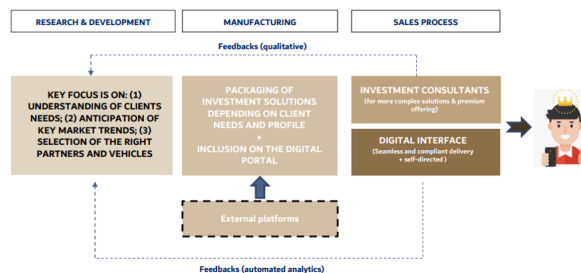 RESEARCH & DEVELOPMENT
MANUFACTURING
SALES PROCESS
Feedbacks (qualitative)
KEY FOCUS IS ON: (1)
UNDERSTANDING OF CLIENTS
NEEDS; (2) ANTICIPATION OF
KEY MARKET TRENDS; (3)
SELECTION OF THE RIGHT
PARTNERS AND VEHICLES
PACKAGING OF
INVESTMENT SOLUTIONS
DEPENDING ON CLIENT
NEEDS AND PROFILE
+
INCLUSION ON THE DIGITAL
PORTAL
External platforms
INVESTMENT CONSULTANTS
(for more complex solutions & premium
offering)
DIGITAL INTERFACE
(Seamless and compliant delivery
+ self-directed )
Feedbacks (automated analytics)